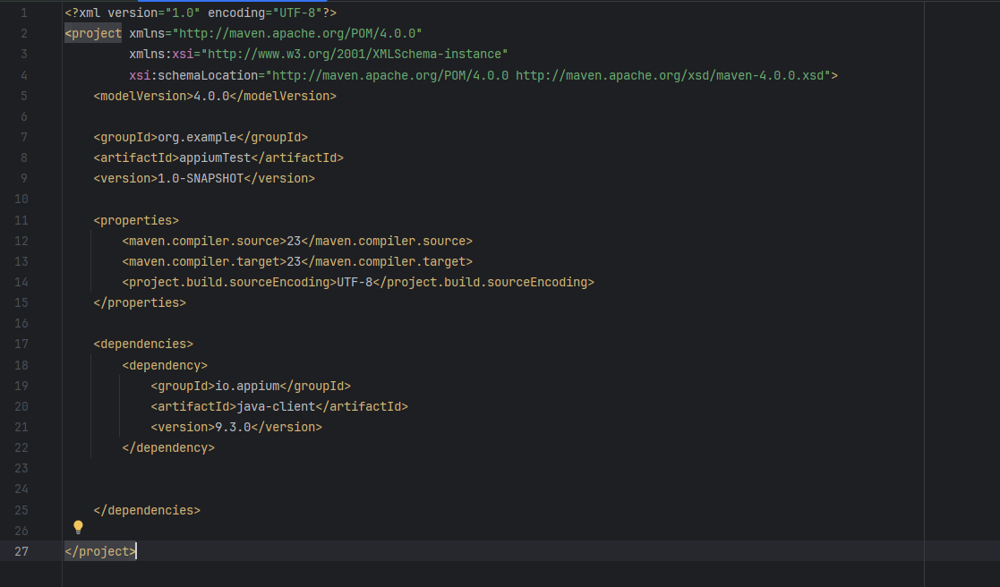 1 <?xml version="1.0" encoding="UTF-8"?>
2 <project xmlns="http://maven.apache.org/POM/4.0.0"
3 xmlns:xsi="http://www.w3.org/2001/XMLSchema-instance"
4 xsi:schemaLocation="http://maven.apache.org/POM/4.0.0 http://maven.apache.org/xsd/maven-4.0.0.xsd">
5 <modelVersion>4.0.0</modelVersion>
6
7 <groupId>org.example</groupId>
8 <artifactId>appiumTest</artifactId>
9 <version>1.0-SNAPSHOT</version>
10
11 <properties>
12 <maven.compiler.source>23</maven.compiler.source>
13 <maven.compiler.target>23</maven.compiler.target>
14 <project.build.sourceEncoding>UTF-8</project.build.sourceEncoding>
15 </properties>
16
17 <dependencies>
18 <dependency>
19 <groupId>io.appium</groupId>
20 <artifactId>java-client</artifactId>
21 <version>9.3.0</version>
22 </dependency>
23
24
25 </dependencies>
26
27 </project>